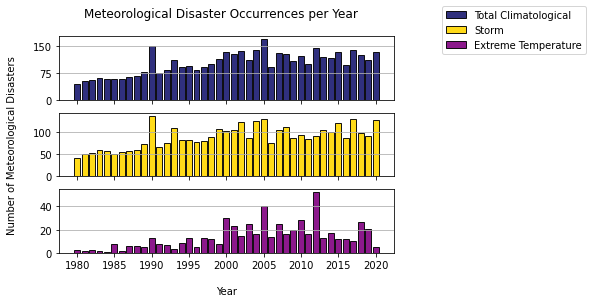 Meteorological Disaster Occurrences per Year
Total Climatological
Storm
Extreme Temperature
Number of Meteorological Disasters
150
75
0
100
50
0
40
20
0
1980 1985 1990 1995 2000 2005 2010 2015 2020
Year